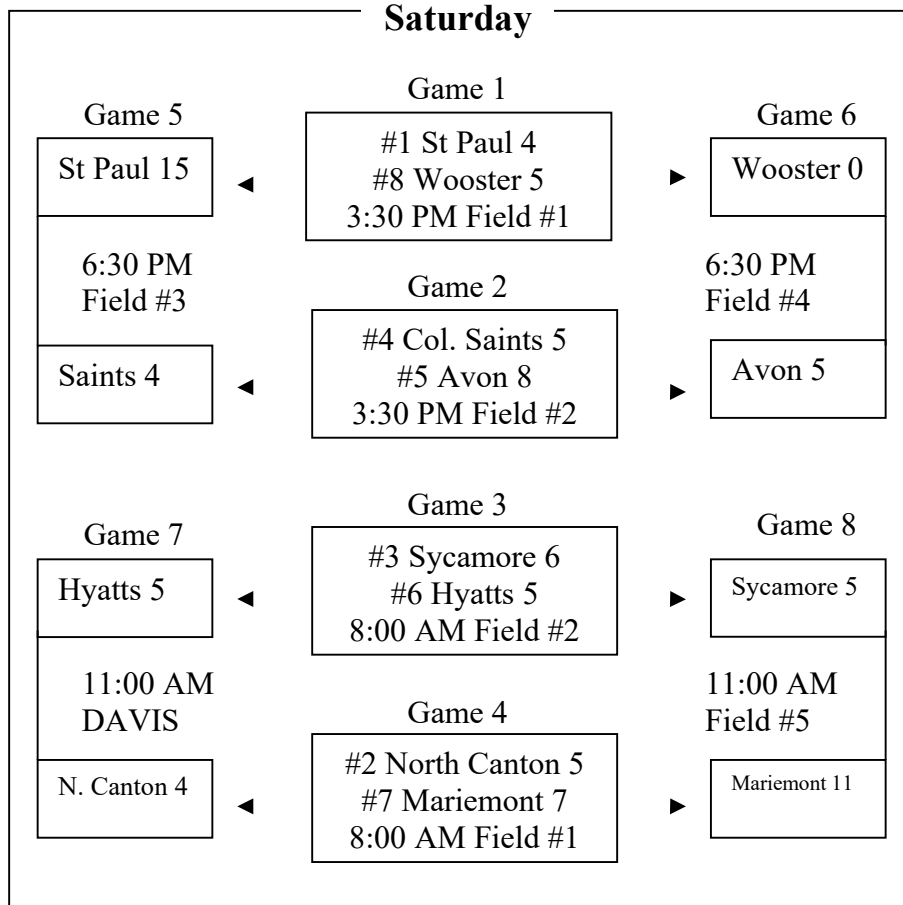 Saturday
Game 1
Game 5
Game 6
#1 St Paul 4
#8 Wooster 5
3:30 PM Field #1
St Paul 15
Wooster 0
6:30 PM
Field #3
6:30 PM
Field #4
Game 2
#4 Col. Saints 5
#5 Avon 8
3:30 PM Field #2
Saints 4
Avon 5
Game 3
Game 7
Game 8
#3 Sycamore 6
#6 Hyatts 5
8:00 AM Field #2
Hyatts 5
Sycamore 5
11:00 AM
DAVIS
11:00 AM
Field #5
Game 4
#2 North Canton 5
#7 Mariemont 7
8:00 AM Field #1
N. Canton 4
Mariemont 11